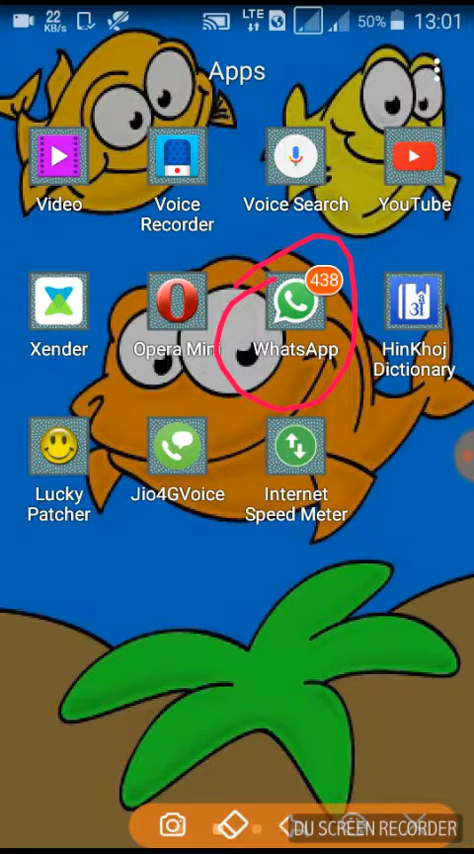 22
KB/s
LTE
50%
13:01
Apps
Video
Voice
Recorder
Voice Search
YouTube
438
Xender
Opera Mini
WhatsApp
HinKhoj
Dictionary
Lucky
Patcher
Jio4GVoice
Internet
Speed Meter
DU SCREEN RECORDER